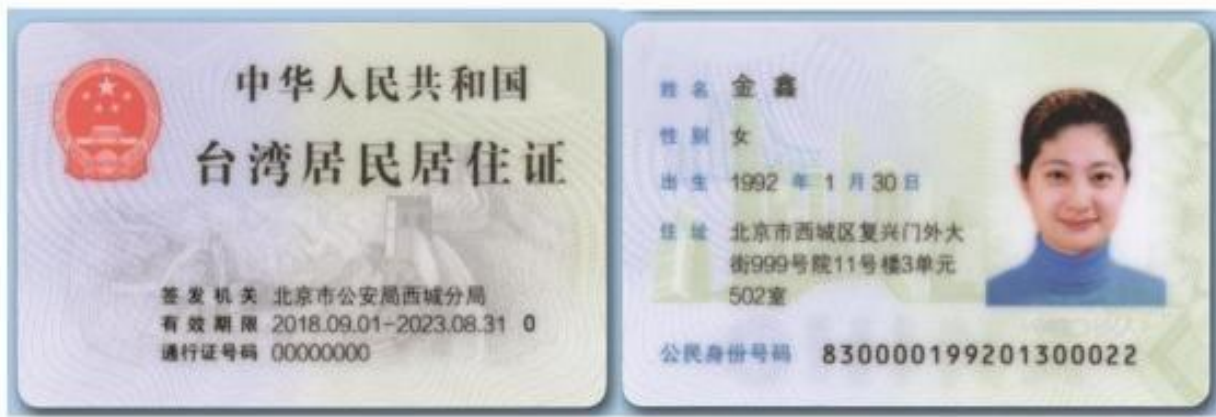 中华人民共和国
台湾居民居住证
签发机关 北京市公安局西城分局
有效期限 2018.09.01-2023.08.31 0
通行证号码 00000000
姓名 金鑫
性别 女
出生 1992 年 1 月 30 日
住址 北京市西城区复兴门外大
街999号院11号楼3单元
502室
公民身份号码 830000199201300022